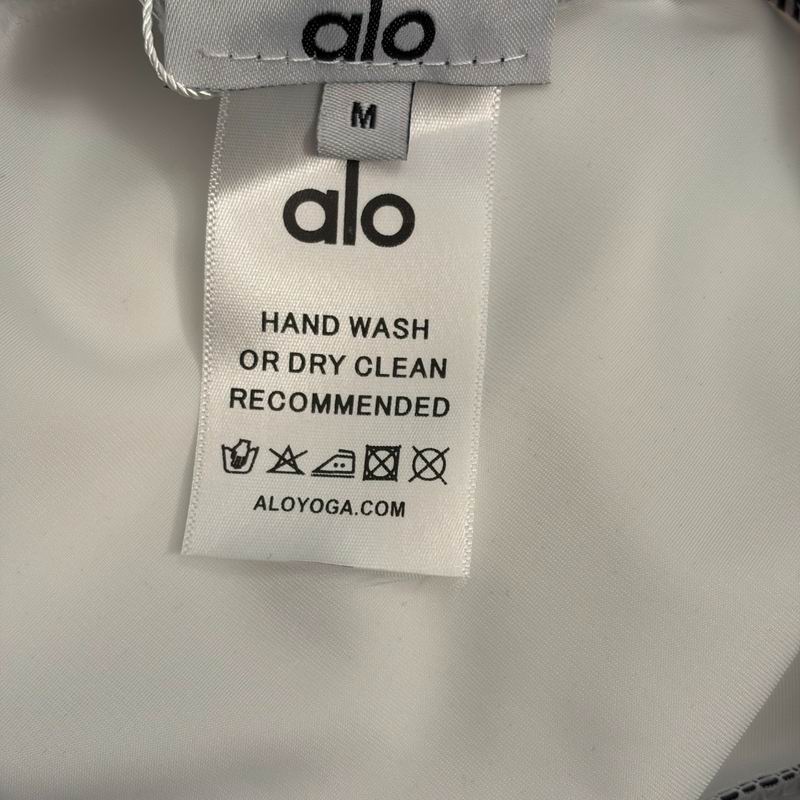 alo
M
alo
HAND WASH
OR DRY CLEAN
RECOMMENDED
ALOYOGA.COM